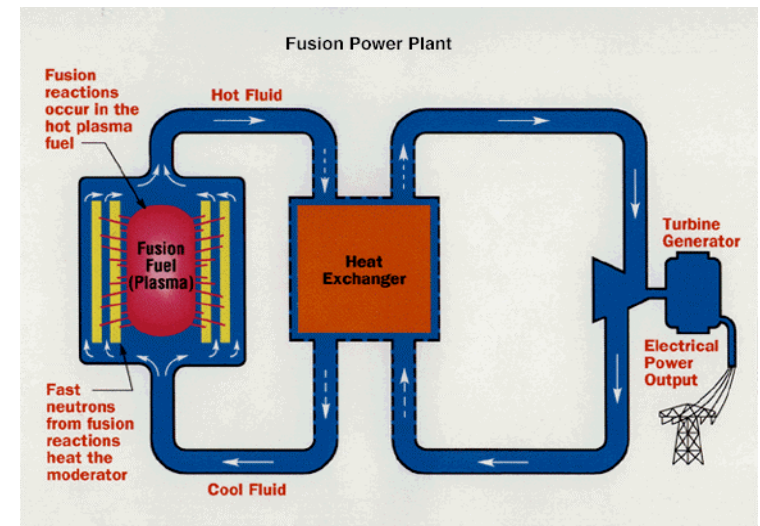 Fusion Power Plant
Fusion
reactions
occur in the
hot plasma
fuel
Hot Fluid
Fusion
Fuel
(Plasma)
Heat
Exchanger
Turbine
Generator
Electrical
Power
Output
Fast
neutrons
from fusion
reactions
heat the
moderator
Cool Fluid